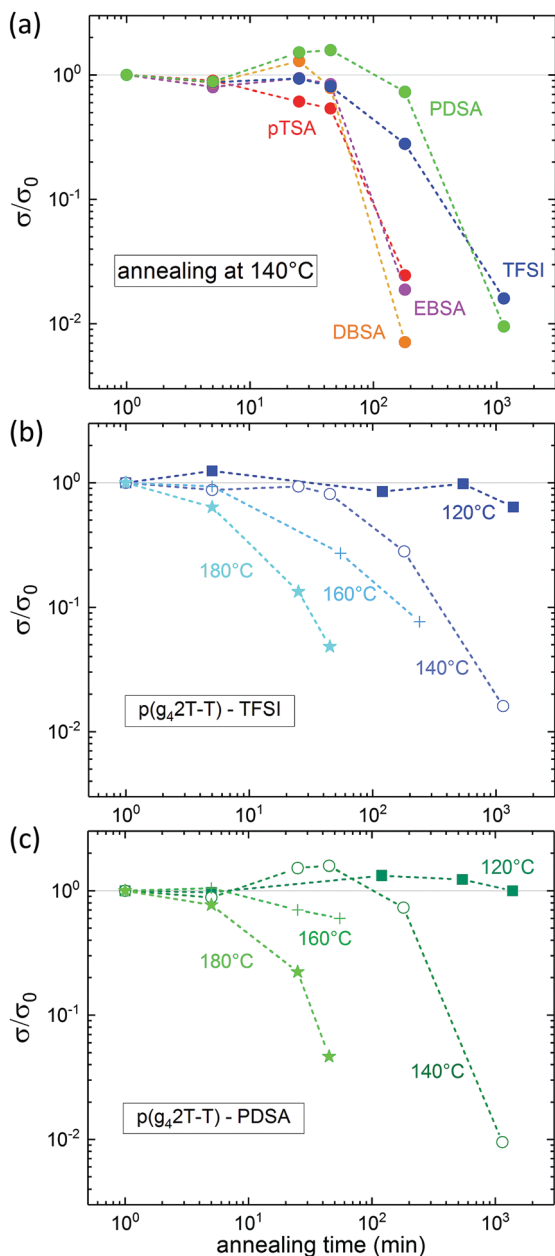 (a)
10⁰
PDSA
pTSA
σ/σ₀
10⁻¹
annealing at 140°C
TFSI
EBSA
10⁻²
DBSA
10⁰ 10¹ 10² 10³
(b)
10⁰
120°C
180°C
σ/σ₀
160°C
10⁻¹
140°C
p(g₄2T-T) - TFSI
10⁻²
10⁰ 10¹ 10² 10³
(c)
120°C
10⁰
160°C
180°C
σ/σ₀
10⁻¹
140°C
p(g₄2T-T) - PDSA
10⁻²
10⁰ 10¹ 10² 10³
annealing time (min)